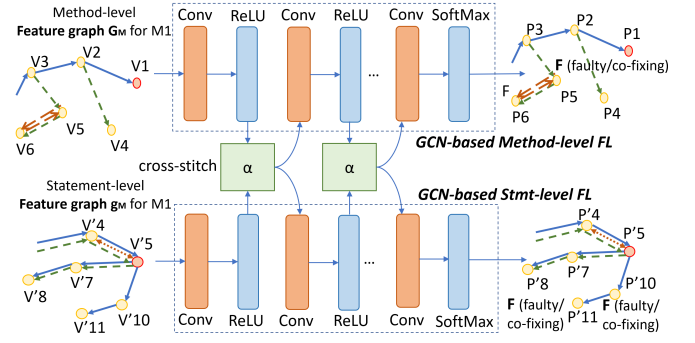 Method-level
Feature graph GM for M1
Conv ReLU Conv ReLU Conv SoftMax
V3 V2 V1
V5
V6 V4
...
P3 P2 P1
F (faulty/co-fixing)
F P5
P6 P4
GCN-based Method-level FL
cross-stitch α α
GCN-based Stmt-level FL
Statement-level
Feature graph gM for M1
V'4
V'5
V'7
V'8
V'10
V'11
...
Conv ReLU Conv ReLU Conv SoftMax
P'4
P'5
P'7
P'8
P'10
F (faulty/
co-fixing)
P'11
F (faulty/
co-fixing)